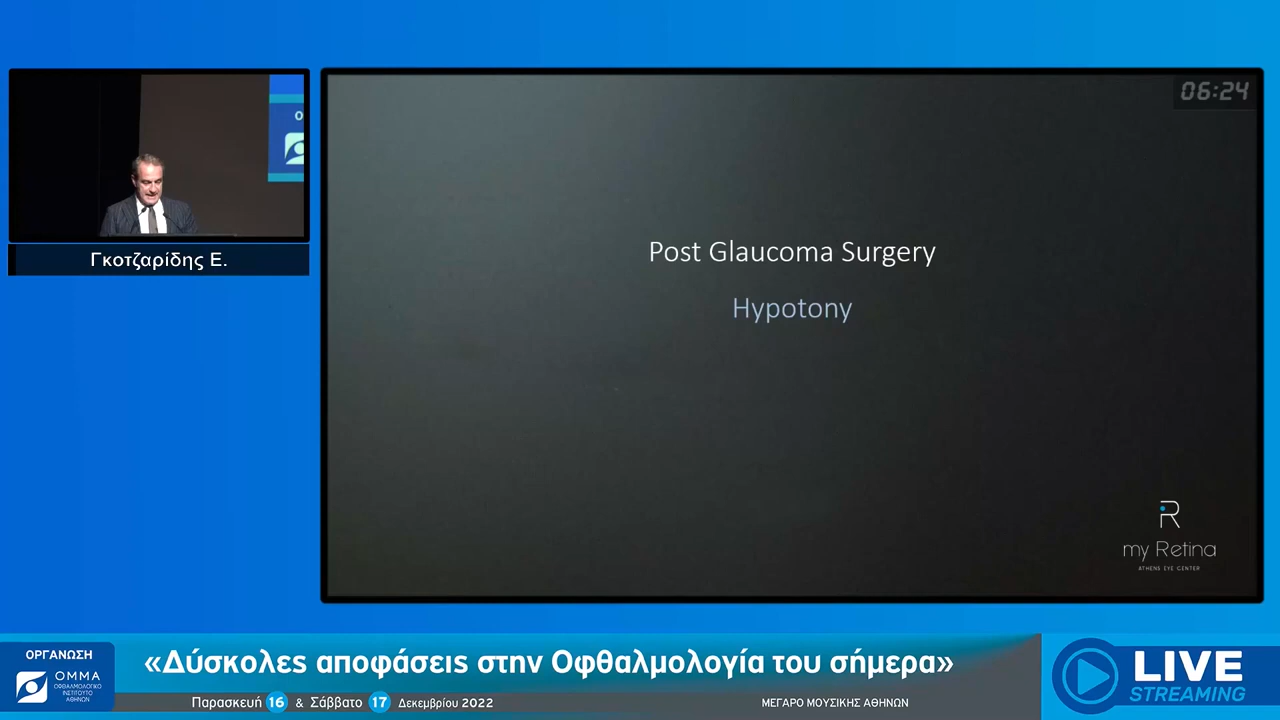 06:24
Ο
Γκοτζαρίδης Ε.
Post Glaucoma Surgery
Hypotony
my Retina
ATHENS EYE CENTER
ΟΡΓΑΝΩΣΗ
ΟΜΜΑ
ΟΦΘΑΛΜΟΛΟΓΙΚΟ
ΙΝΣΤΙΤΟΥΤΟ
ΑΘΗΝΩΝ
«Δύσκολες αποφάσεις στην Οφθαλμολογία του σήμερα»
Παρασκευή 16 & Σάββατο 17 Δεκεμβρίου 2022
ΜΕΓΑΡΟ ΜΟΥΣΙΚΗΣ ΑΘΗΝΩΝ
LIVE
STREAMING